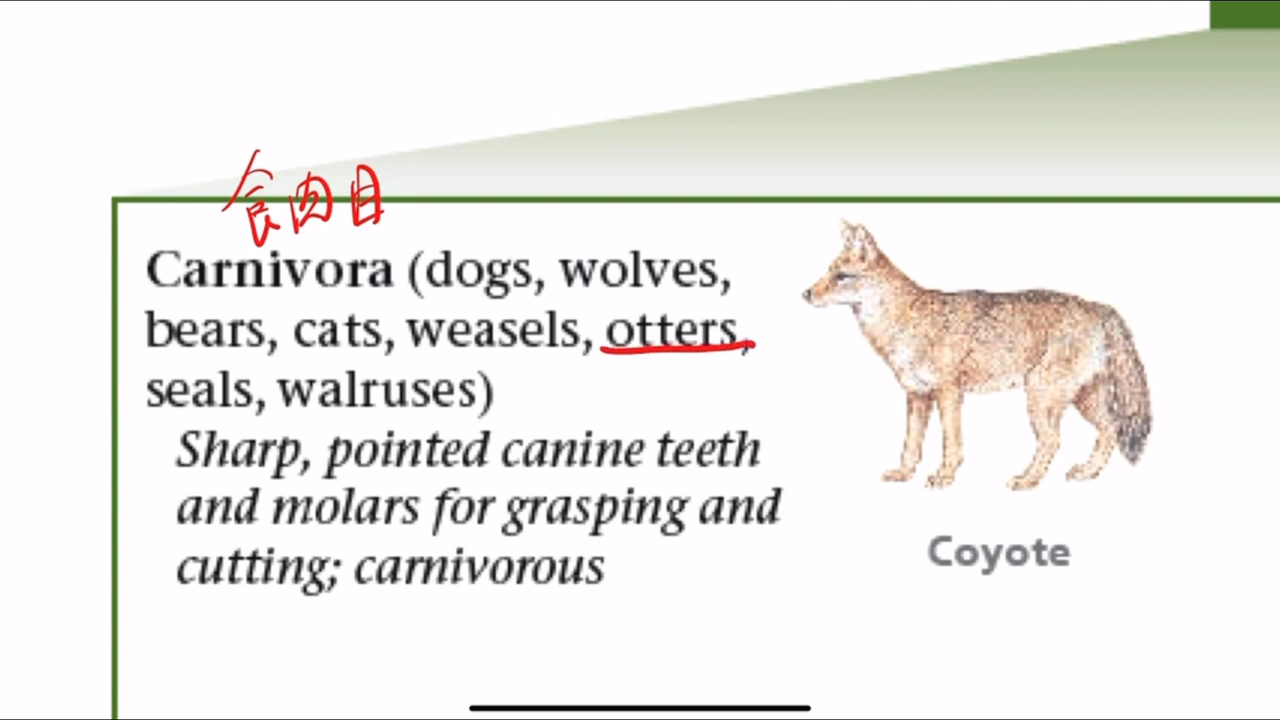 食肉目
Carnivora (dogs, wolves,
bears, cats, weasels, otters,
seals, walruses)
Sharp, pointed canine teeth
and molars for grasping and
cutting; carnivorous
Coyote